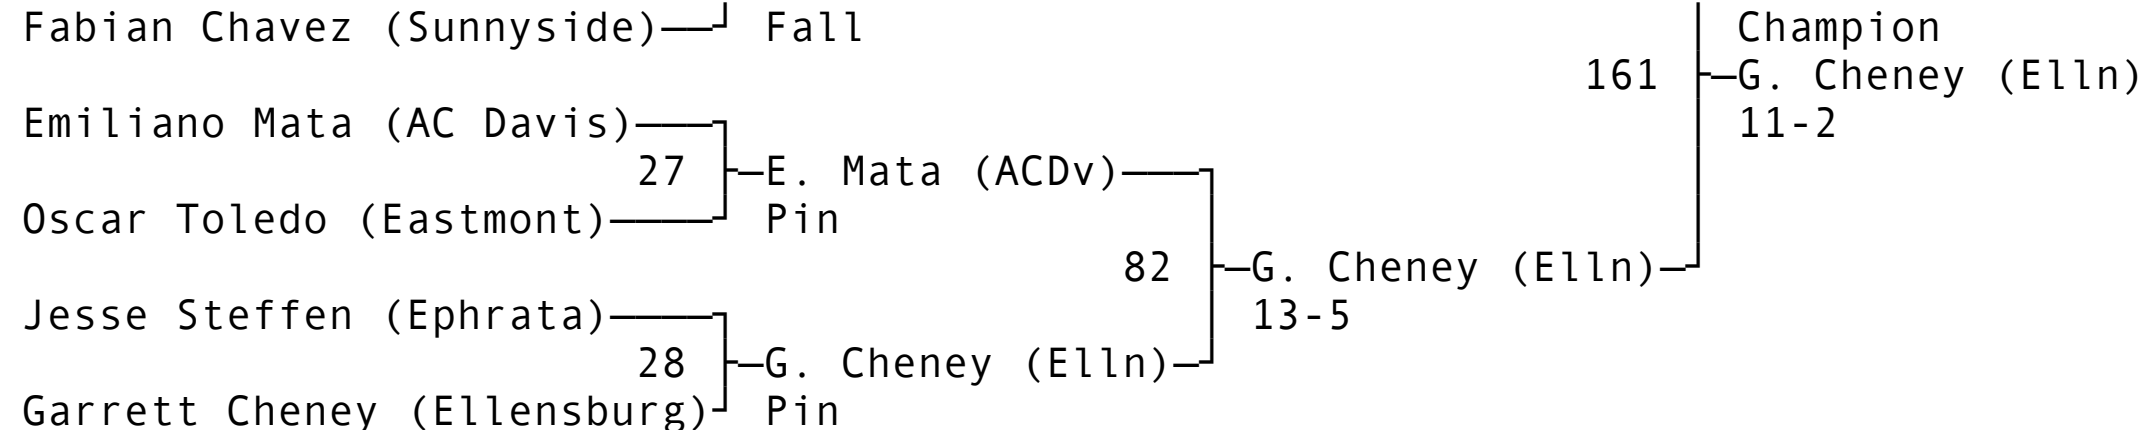 Fabian Chavez (Sunnyside) Fall Champion
161 G. Cheney (Elln)
Emiliano Mata (AC Davis) 11-2
27 E. Mata (ACDv)
Oscar Toledo (Eastmont) Pin
82 G. Cheney (Elln)
Jesse Steffen (Ephrata) 13-5
28 G. Cheney (Elln)
Garrett Cheney (Ellensburg) Pin